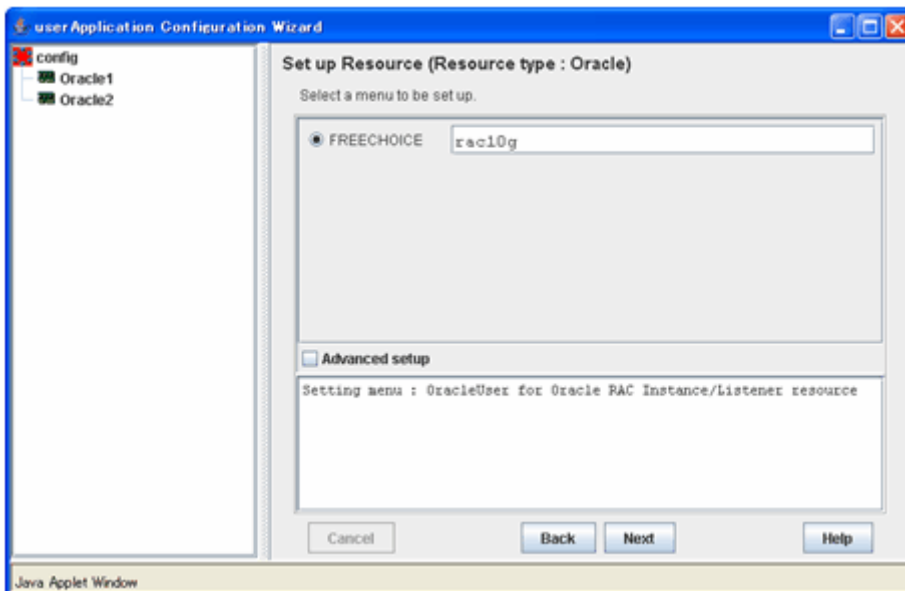 userApplication Configuration Wizard
config
Oracle1
Oracle2
Set up Resource (Resource type : Oracle)
Select a menu to be set up.
FREECHOICE rac10g
Advanced setup
Setting menu : OracleUser for Oracle RAC Instance/Listener resource
Cancel Back Next Help
Java Applet Window